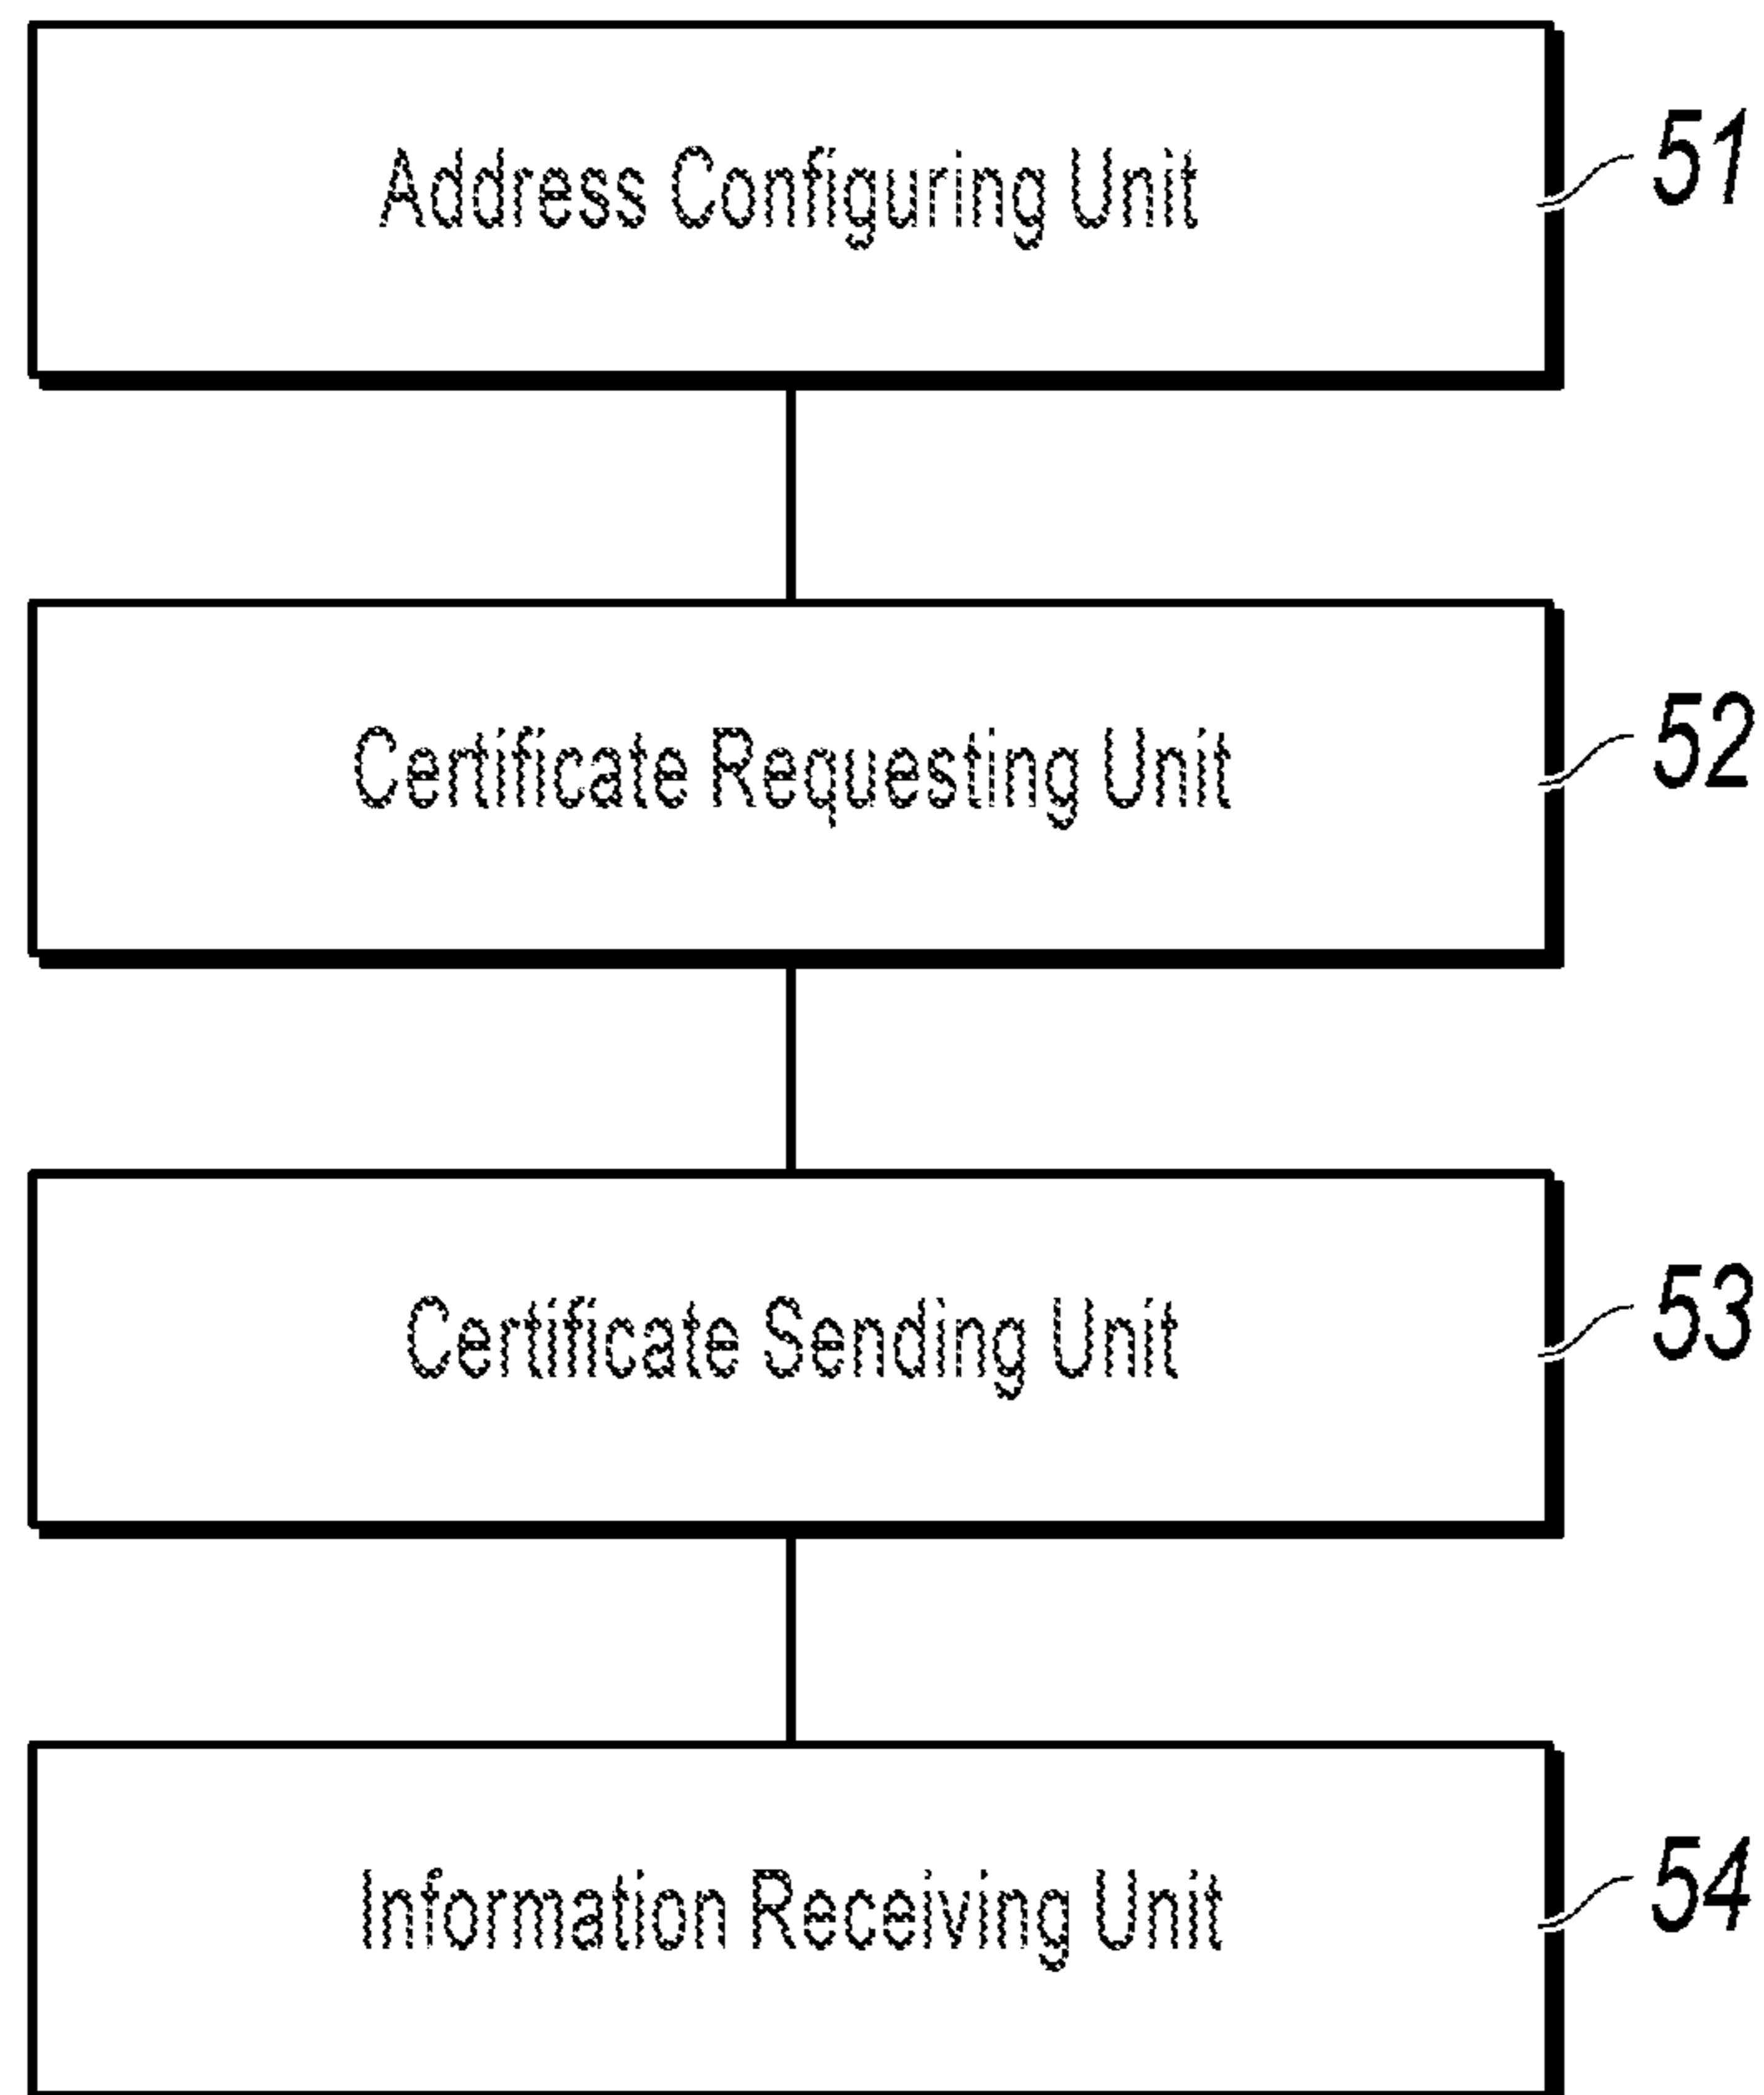 Address Configuring Unit
51
Certificate Requesting Unit
52
Certificate Sending Unit
53
Information Receiving Unit
54